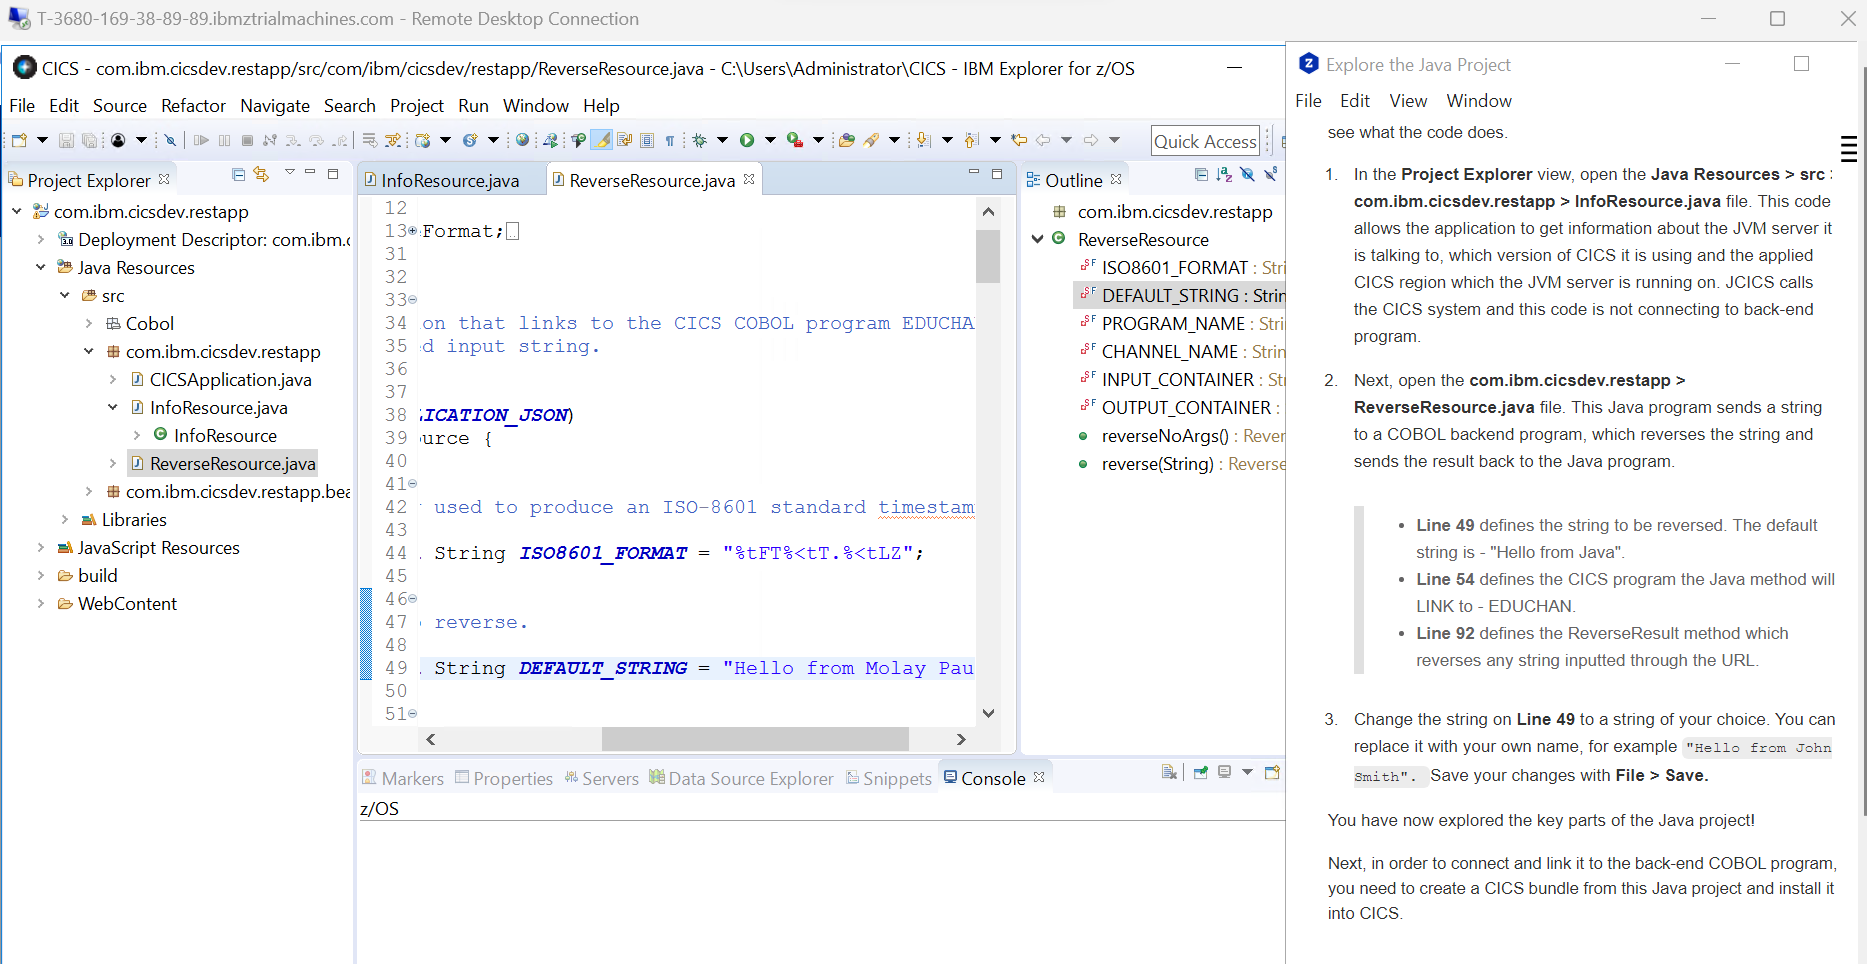 T-3680-169-38-89-89.ibmztrialmachines.com - Remote Desktop Connection
CICS - com.ibm.cicsdev.restapp/src/com/ibm/cicsdev/restapp/ReverseResource.java - C:\Users\Administrator\CICS - IBM Explorer for z/OS
File Edit Source Refactor Navigate Search Project Run Window Help
Quick Access
Project Explorer
com.ibm.cicsdev.restapp
Deployment Descriptor: com.ibm.c
Java Resources
src
Cobol
com.ibm.cicsdev.restapp
CICSApplication.java
InfoResource.java
InfoResource
ReverseResource.java
com.ibm.cicsdev.restapp.bea
Libraries
JavaScript Resources
build
WebContent
InfoResource.java
ReverseResource.java
12
13 Format;
31
32
33
34 on that links to the CICS COBOL program EDUCHA
35 d input string.
36
37
38 LICATION_JSON)
39 urce {
40
41
42 used to produce an ISO-8601 standard timestam
43
44 String ISO8601_FORMAT = "%tFT%<tT.%<tLZ";
45
46
47 reverse.
48
49 String DEFAULT_STRING = "Hello from Molay Pau
50
51
Outline
com.ibm.cicsdev.restapp
ReverseResource
ISO8601_FORMAT : Stri
DEFAULT_STRING : Strin
PROGRAM_NAME : Stri
CHANNEL_NAME : Strin
INPUT_CONTAINER : St
OUTPUT_CONTAINER :
reverseNoArgs() : Rever
reverse(String) : Reverse
Markers Properties Servers Data Source Explorer Snippets Console
z/OS
Explore the Java Project
File Edit View Window
see what the code does.
1. In the Project Explorer view, open the Java Resources > src >
com.ibm.cicsdev.restapp > InfoResource.java file. This code
allows the application to get information about the JVM server it
is talking to, which version of CICS it is using and the applied
CICS region which the JVM server is running on. JCICS calls
the CICS system and this code is not connecting to back-end
program.
2. Next, open the com.ibm.cicsdev.restapp >
ReverseResource.java file. This Java program sends a string
to a COBOL backend program, which reverses the string and
sends the result back to the Java program.
• Line 49 defines the string to be reversed. The default
string is - "Hello from Java".
• Line 54 defines the CICS program the Java method will
LINK to - EDUCHAN.
• Line 92 defines the ReverseResult method which
reverses any string inputted through the URL.
3. Change the string on Line 49 to a string of your choice. You can
replace it with your own name, for example "Hello from John
Smith". Save your changes with File > Save.
You have now explored the key parts of the Java project!
Next, in order to connect and link it to the back-end COBOL program,
you need to create a CICS bundle from this Java project and install it
into CICS.